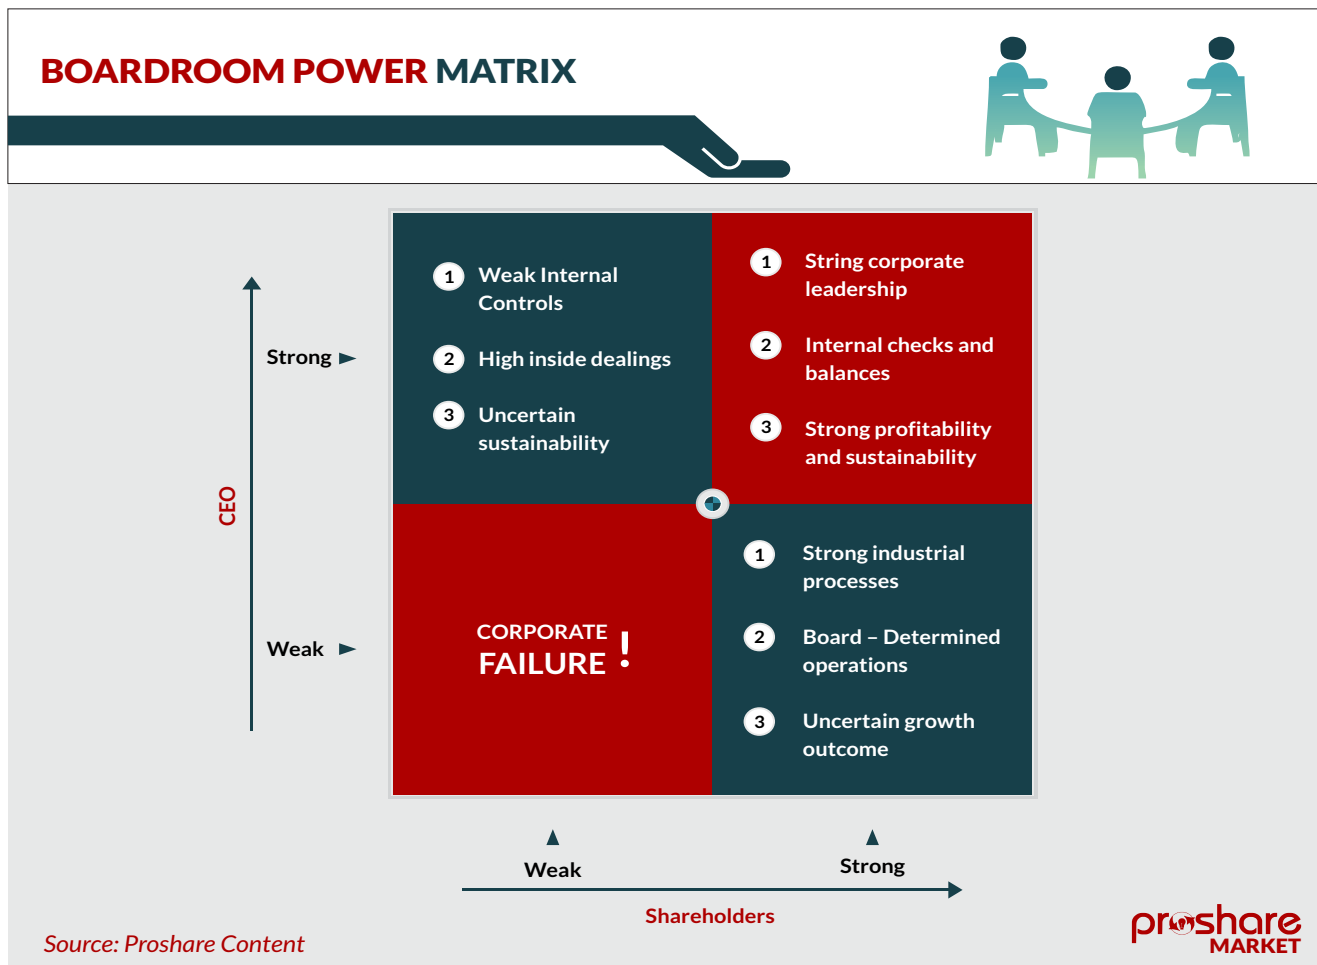 BOARDROOM POWER MATRIX
1 Weak Internal
Controls
2 High inside dealings
3 Uncertain
sustainability
1 String corporate
leadership
2 Internal checks and
balances
3 Strong profitability
and sustainability
Strong
CEO
Weak
CORPORATE
FAILURE !
1 Strong industrial
processes
2 Board – Determined
operations
3 Uncertain growth
outcome
Weak
Strong
Shareholders
Source: Proshare Content
proshare
MARKET